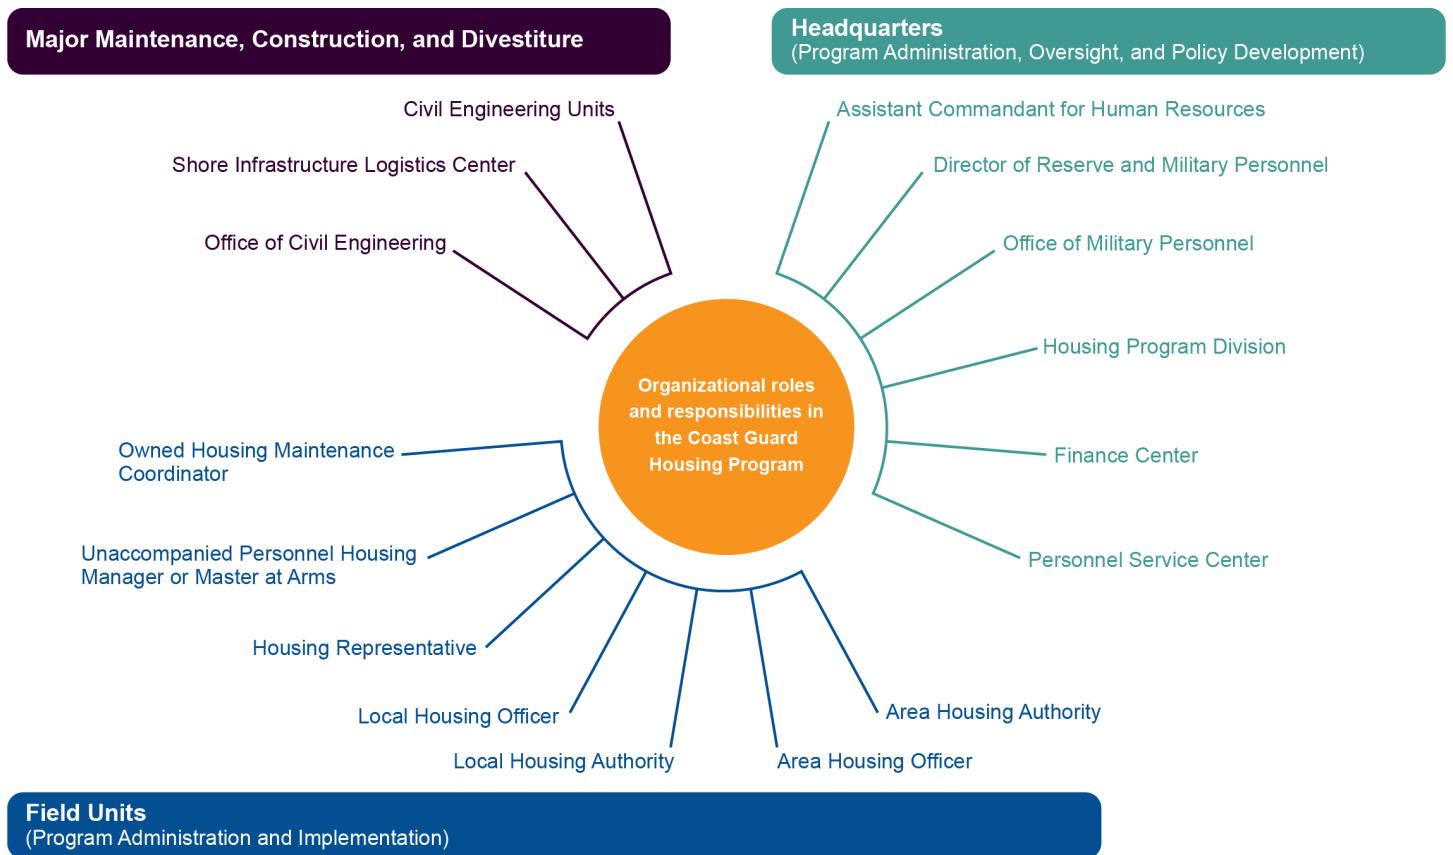 Major Maintenance, Construction, and Divestiture
Civil Engineering Units
Shore Infrastructure Logistics Center
Office of Civil Engineering
Headquarters
(Program Administration, Oversight, and Policy Development)
Assistant Commandant for Human Resources
Director of Reserve and Military Personnel
Office of Military Personnel
Housing Program Division
Finance Center
Personnel Service Center
Organizational roles
and responsibilities in
the Coast Guard
Housing Program
Owned Housing Maintenance
Coordinator
Unaccompanied Personnel Housing
Manager or Master at Arms
Housing Representative
Local Housing Officer
Local Housing Authority
Area Housing Officer
Area Housing Authority
Field Units
(Program Administration and Implementation)